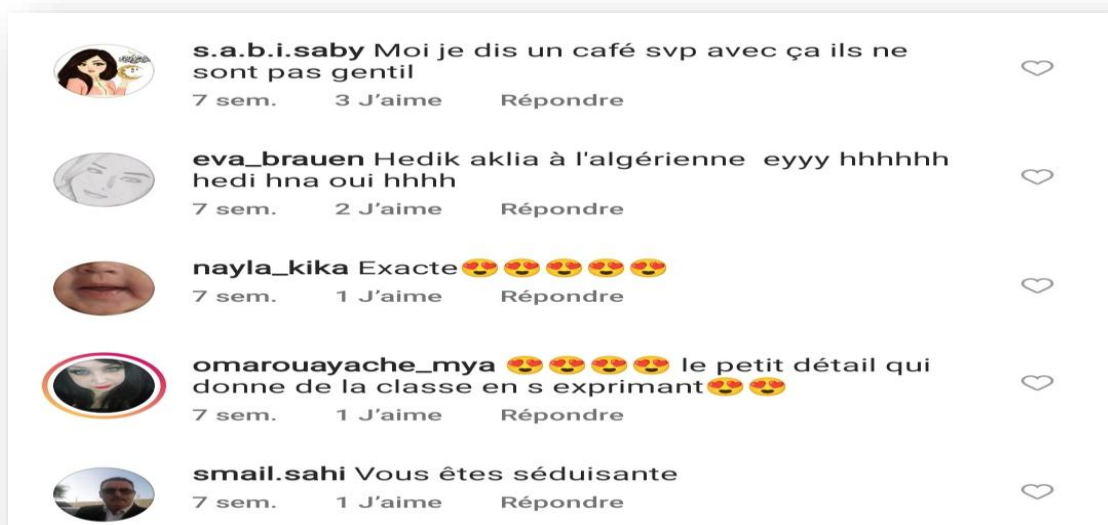 s.a.b.i.saby Moi je dis un café svp avec ça ils ne
sont pas gentil
7 sem. 3 J'aime Répondre
eva_brauen Hedik aklia à l'algérienne eyyy hhhhhh
hedi hna oui hhhh
7 sem. 2 J'aime Répondre
nayla_kika Exacte😍😍😍😍😍
7 sem. 1 J'aime Répondre
omarouayache_mya 😍😍😍😍 le petit détail qui
donne de la classe en s exprimant😍😍
7 sem. 1 J'aime Répondre
smail.sahi Vous êtes séduisante
7 sem. 1 J'aime Répondre